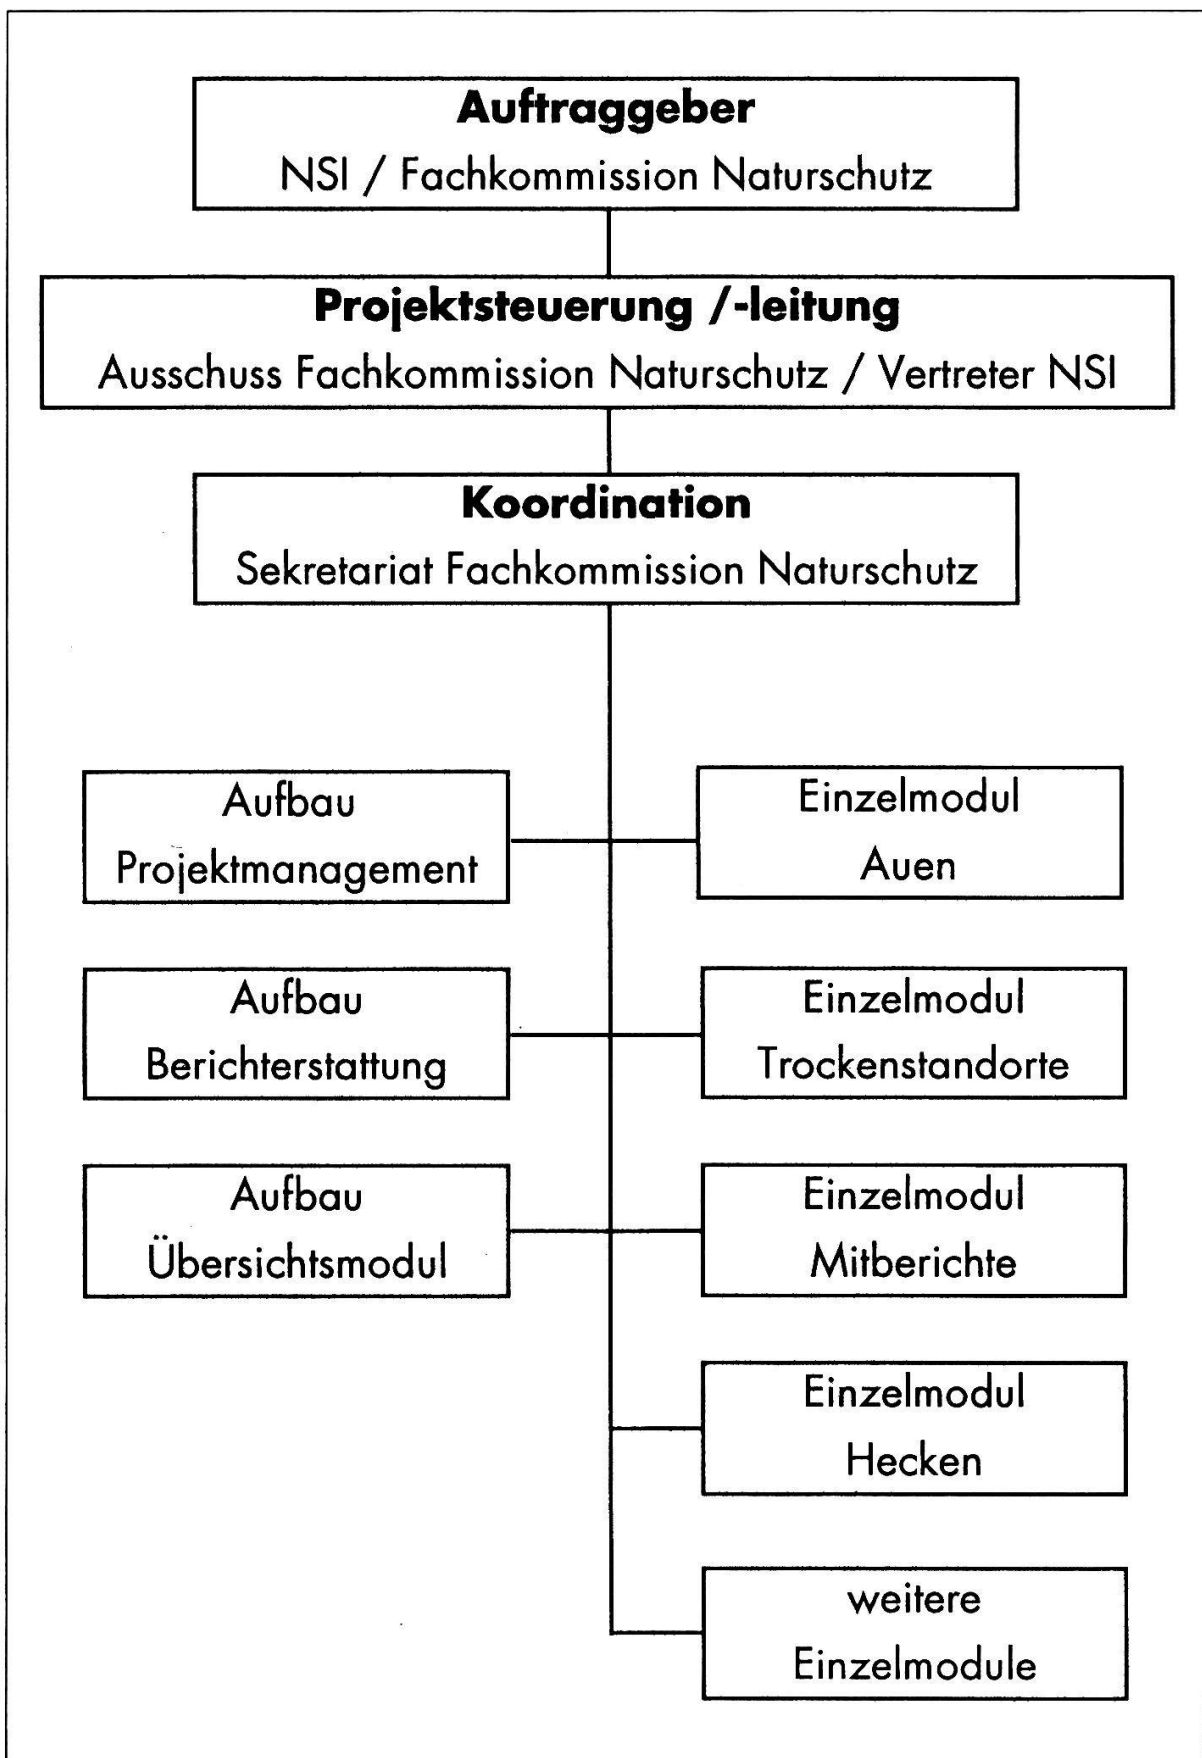 Auftraggeber
NSI / Fachkommission Naturschutz
Projektsteuerung /-leitung
Ausschuss Fachkommission Naturschutz / Vertreter NSI
Koordination
Sekretariat Fachkommission Naturschutz
Aufbau
Projektmanagement
Einzelmodul
Auen
Aufbau
Berichterstattung
Einzelmodul
Trockenstandorte
Aufbau
Übersichtsmodul
Einzelmodul
Mitberichte
Einzelmodul
Hecken
weitere
Einzelmodule